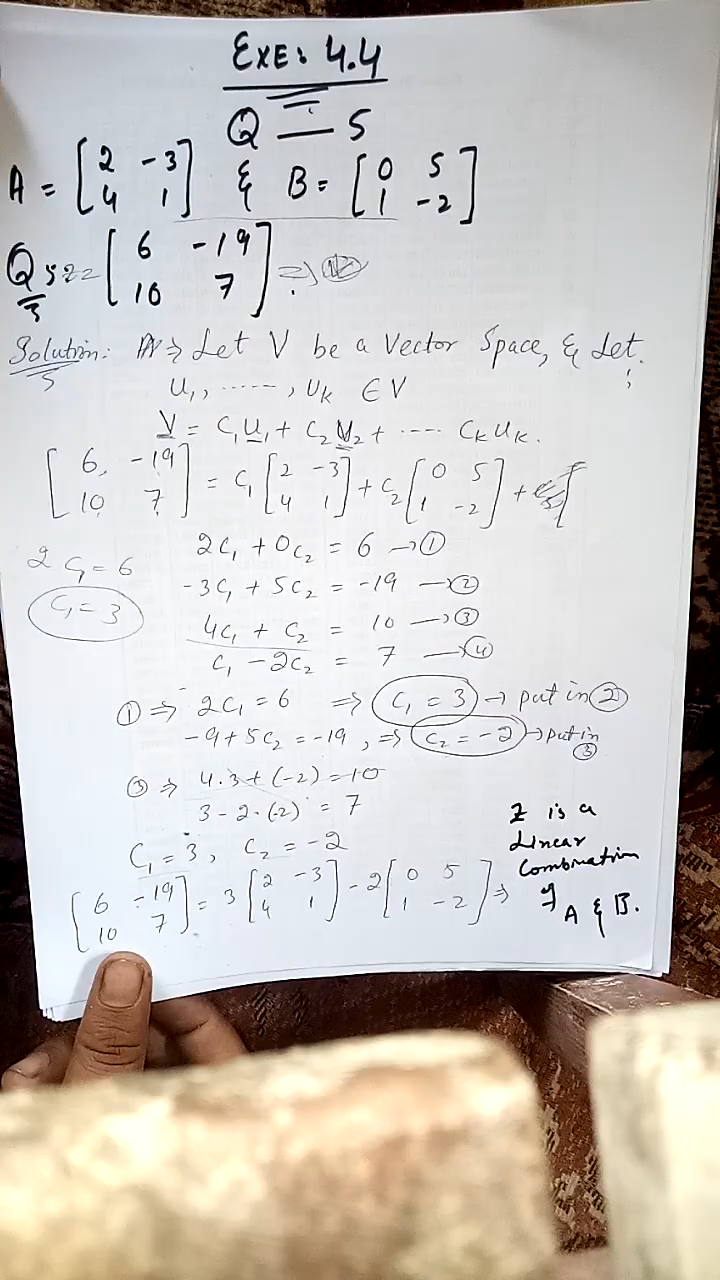 EXE: 4.4
Q — 5
A = [2 -3 & B = [0 5
4 1] 1 -2]
Q 5 z = [6 -19
3 10 7] =>
Solution: => Let V be a Vector Space, & Let.
5
U1, ......, Uk ∈ V ;
V = C1U1 + C2U2 + ---- CkUk.
[6, -19 = C1 [2 -3 + C2 [0 5 +
10 7] 4 1] 1 -2]
2C1 + 0C2 = 6 → ①
2C1 = 6
-3C1 + 5C2 = -19 → ②
C1 = 3
4C1 + C2 = 10 → ③
C1 - 2C2 = 7 → ④
① => 2C1 = 6 => C1 = 3 → put in ②
-9 + 5C2 = -19, => C2 = -2 → put in
③
③ => 4.3 + (-2) = 10
3 - 2.(-2) = 7
C1 = 3, C2 = -2
[6 -19 = 3 [2 -3 - 2 [0 5 =>
10 7] 4 1] 1 -2]
Z is a
Linear
Combination
of A & B.